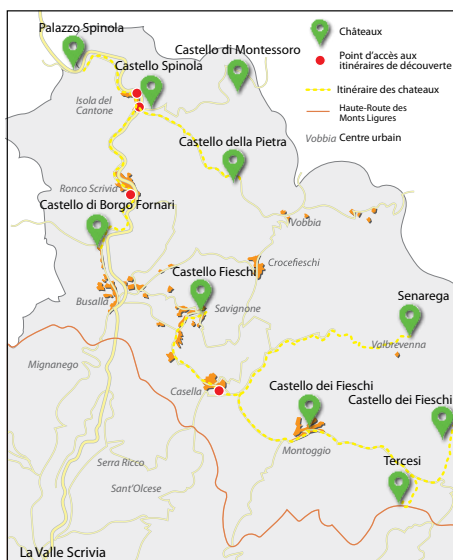 Palazzo Spinola
Châteaux
Castello di Montessoro
Castello Spinola
Point d'accès aux
itinéraires de découverte
Isola del
Cantone
Itinéraire des chateaux
Haute-Route des
Monts Ligures
Vobbia Centre urbain
Castello della Pietra
Ronco Scrivia
Castello di Borgo Fornari
Vobbia
Crocefieschi
Castello Fieschi
Busalla
Savignone
Senarega
Valbrevenna
Mignanego
Casella
Castello dei Fieschi
Castello dei Fieschi
Montoggio
Serra Ricco
Tercesi
Sant'Olcese
La Valle Scrivia